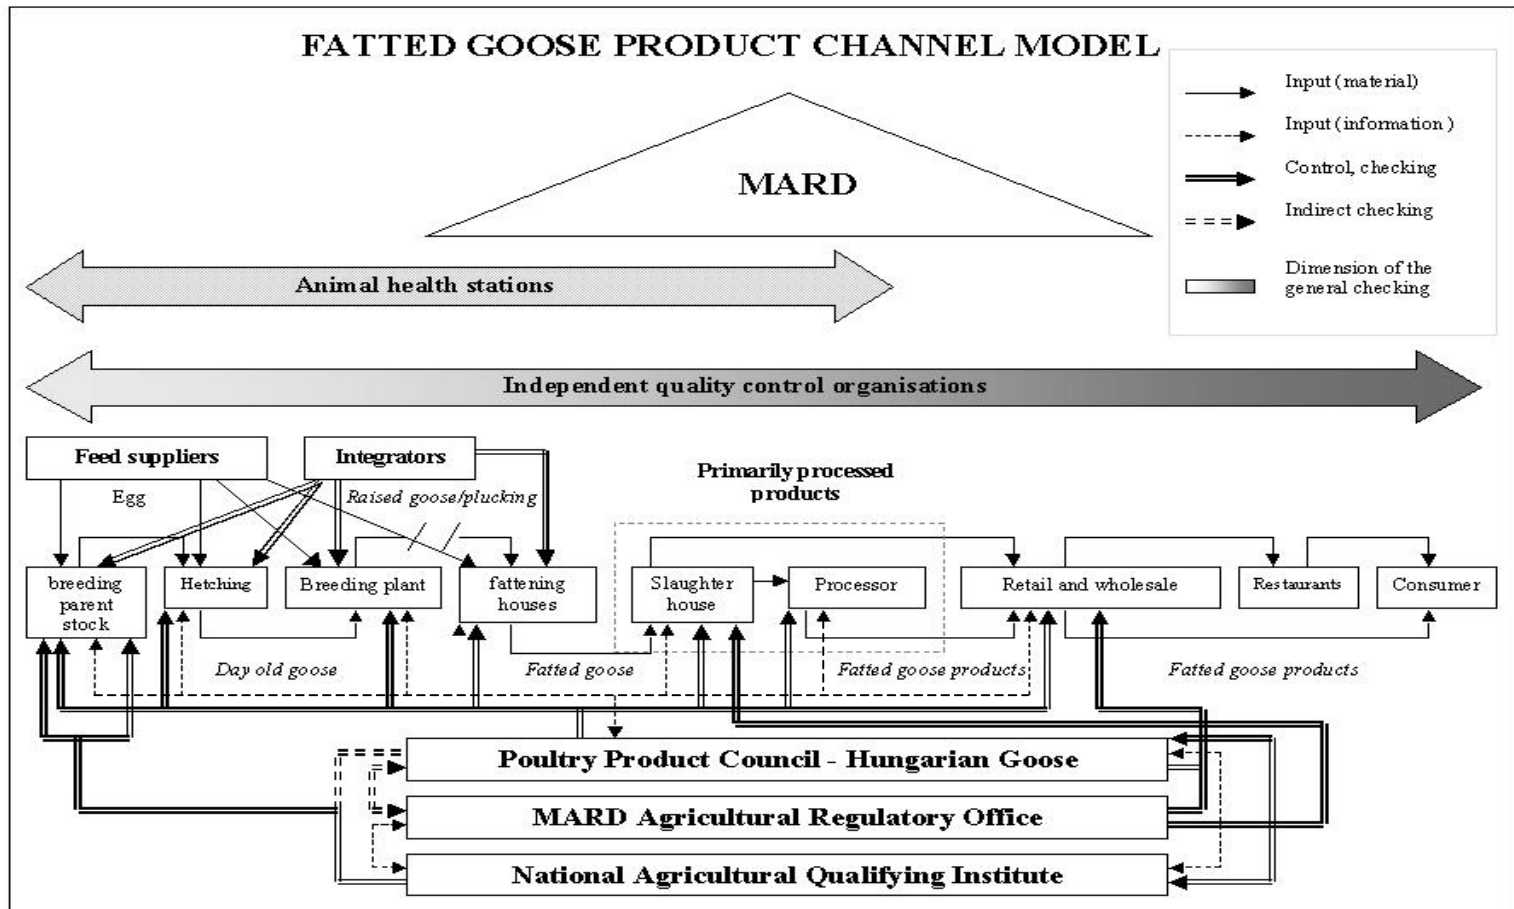 FATTED GOOSE PRODUCT CHANNEL MODEL
Input (material)
Input (information )
Control, checking
Indirect checking
Dimension of the
general checking
MARD
Animal health stations
Independent quality control organisations
Feed suppliers
Integrators
Egg
Raised goose/plucking
Primarily processed
products
breeding
parent
stock
Hetching
Breeding plant
fattening
houses
Slaughter
house
Processor
Retail and wholesale
Restaurants
Consumer
Day old goose
Fatted goose
Fatted goose products
Fatted goose products
Poultry Product Council - Hungarian Goose
MARD Agricultural Regulatory Office
National Agricultural Qualifying Institute